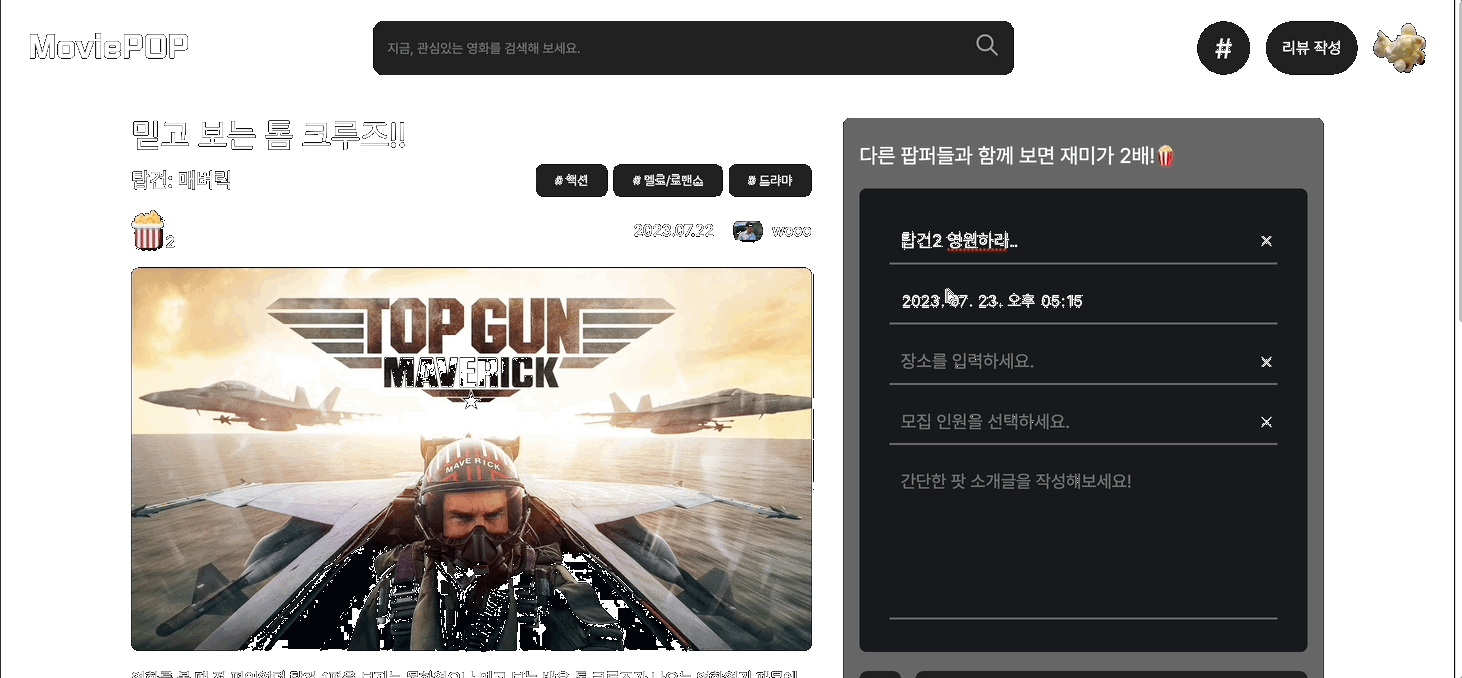 MoviePOP
지금, 관심있는 영화를 검색해 보세요.
#
리뷰 작성
믿고 보는 톰 크루즈!!
탑건: 매버릭
# 액션
# 멜로/로맨스
# 드라마
2
2023.07.22
wooo
TOP GUN
MAVERICK
MAVERICK
다른 팝퍼들과 함께 보면 재미가 2배!
탑건2 영원하라..
2023. 07. 23. 오후 05:15
장소를 입력하세요.
모집 인원을 선택하세요.
간단한 팟 소개글을 작성해보세요!